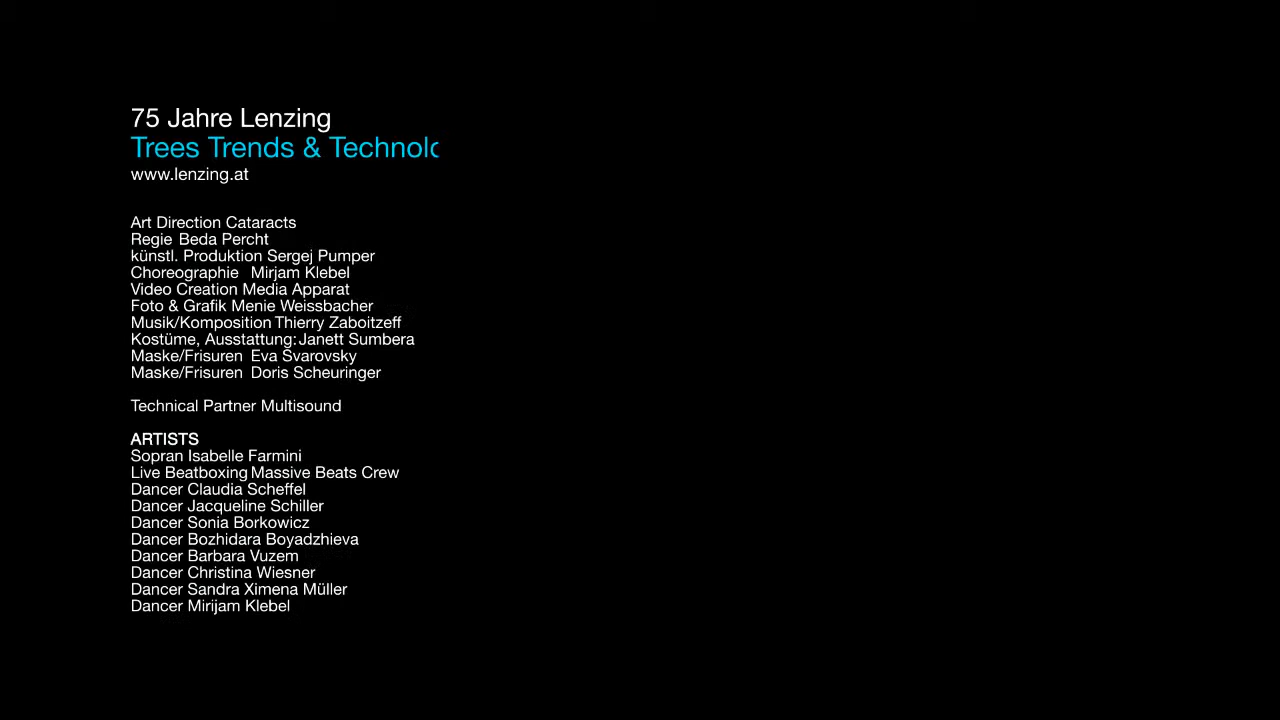 75 Jahre Lenzing
Trees Trends & Technolo
www.lenzing.at
Art Direction Cataracts
Regie Beda Percht
künstl. Produktion Sergej Pumper
Choreographie Mirjam Klebel
Video Creation Media Apparat
Foto & Grafik Menie Weissbacher
Musik/Komposition Thierry Zaboitzeff
Kostüme, Ausstattung: Janett Sumbera
Maske/Frisuren Eva Svarovsky
Maske/Frisuren Doris Scheuringer
Technical Partner Multisound
ARTISTS
Sopran Isabelle Farmini
Live Beatboxing Massive Beats Crew
Dancer Claudia Scheffel
Dancer Jacqueline Schiller
Dancer Sonia Borkowicz
Dancer Bozhidara Boyadzhieva
Dancer Barbara Vuzem
Dancer Christina Wiesner
Dancer Sandra Ximena Müller
Dancer Mirijam Klebel